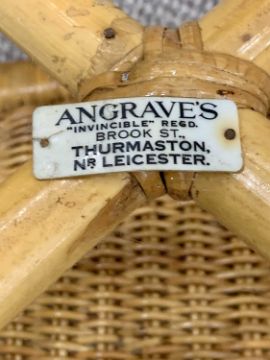 ANGRAVE'S
"INVINCIBLE" REGD.
BROOK ST.,
THURMASTON,
NR LEICESTER.